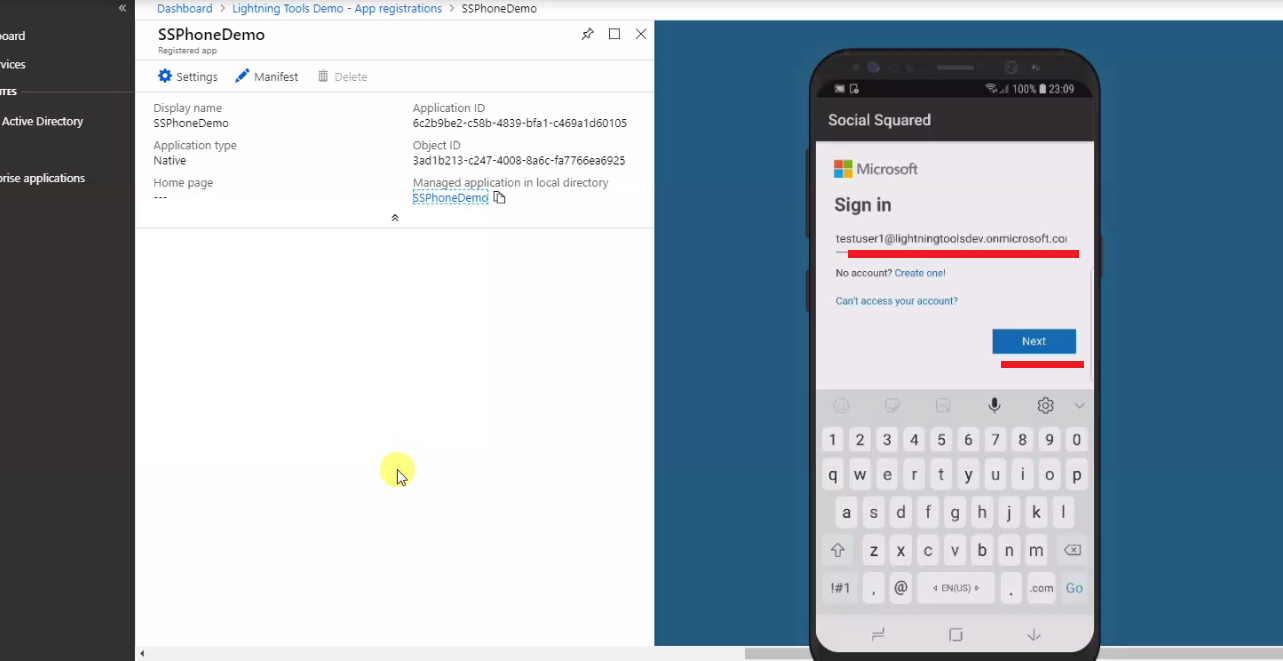 « Dashboard > Lightning Tools Demo - App registrations > SSPhoneDemo
oard
vices
ITES
Active Directory
orise applications
SSPhoneDemo
Registered app
Settings Manifest Delete
Display name
SSPhoneDemo
Application ID
6c2b9be2-c58b-4839-bfa1-c469a1d60105
Application type
Native
Object ID
3ad1b213-c247-4008-8a6c-fa7766ea6925
Home page
---
Managed application in local directory
SSPhoneDemo
100% 23:09
Social Squared
Microsoft
Sign in
testuser1@lightningtoolsdev.onmicrosoft.co
No account? Create one!
Can't access your account?
Next
1 2 3 4 5 6 7 8 9 0
q w e r t y u i o p
a s d f g h j k l
z x c v b n m
!#1 , @ EN(US) . .com Go